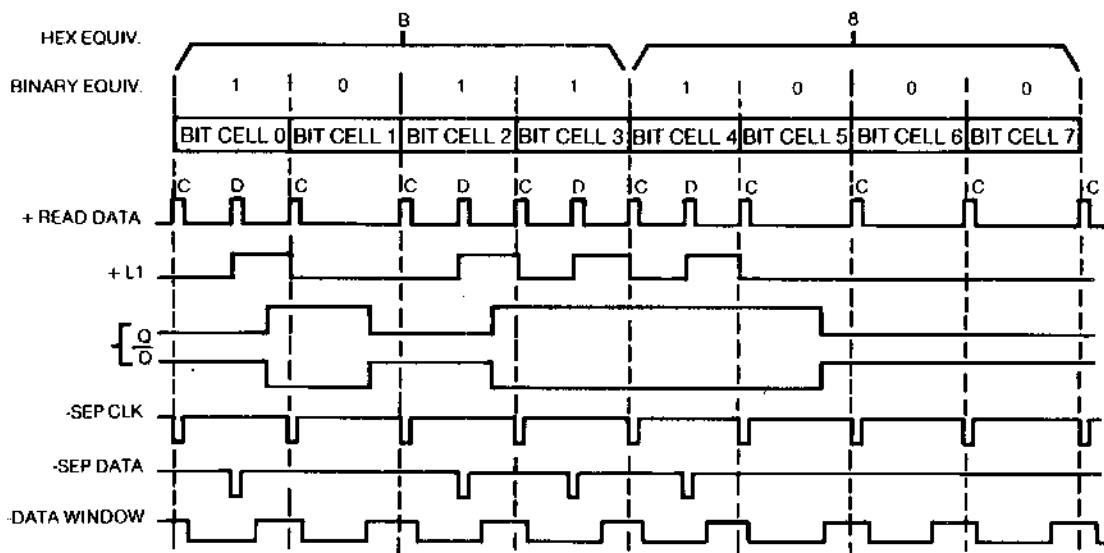 B 8
HEX EQUIV.
BINARY EQUIV. 1 0 1 1 1 0 0 0
BIT CELL 0 BIT CELL 1 BIT CELL 2 BIT CELL 3 BIT CELL 4 BIT CELL 5 BIT CELL 6 BIT CELL 7
C D C C D C D C D C C C C
+ READ DATA
+ L1
Q
Q
-SEP CLK
-SEP DATA
-DATA WINDOW